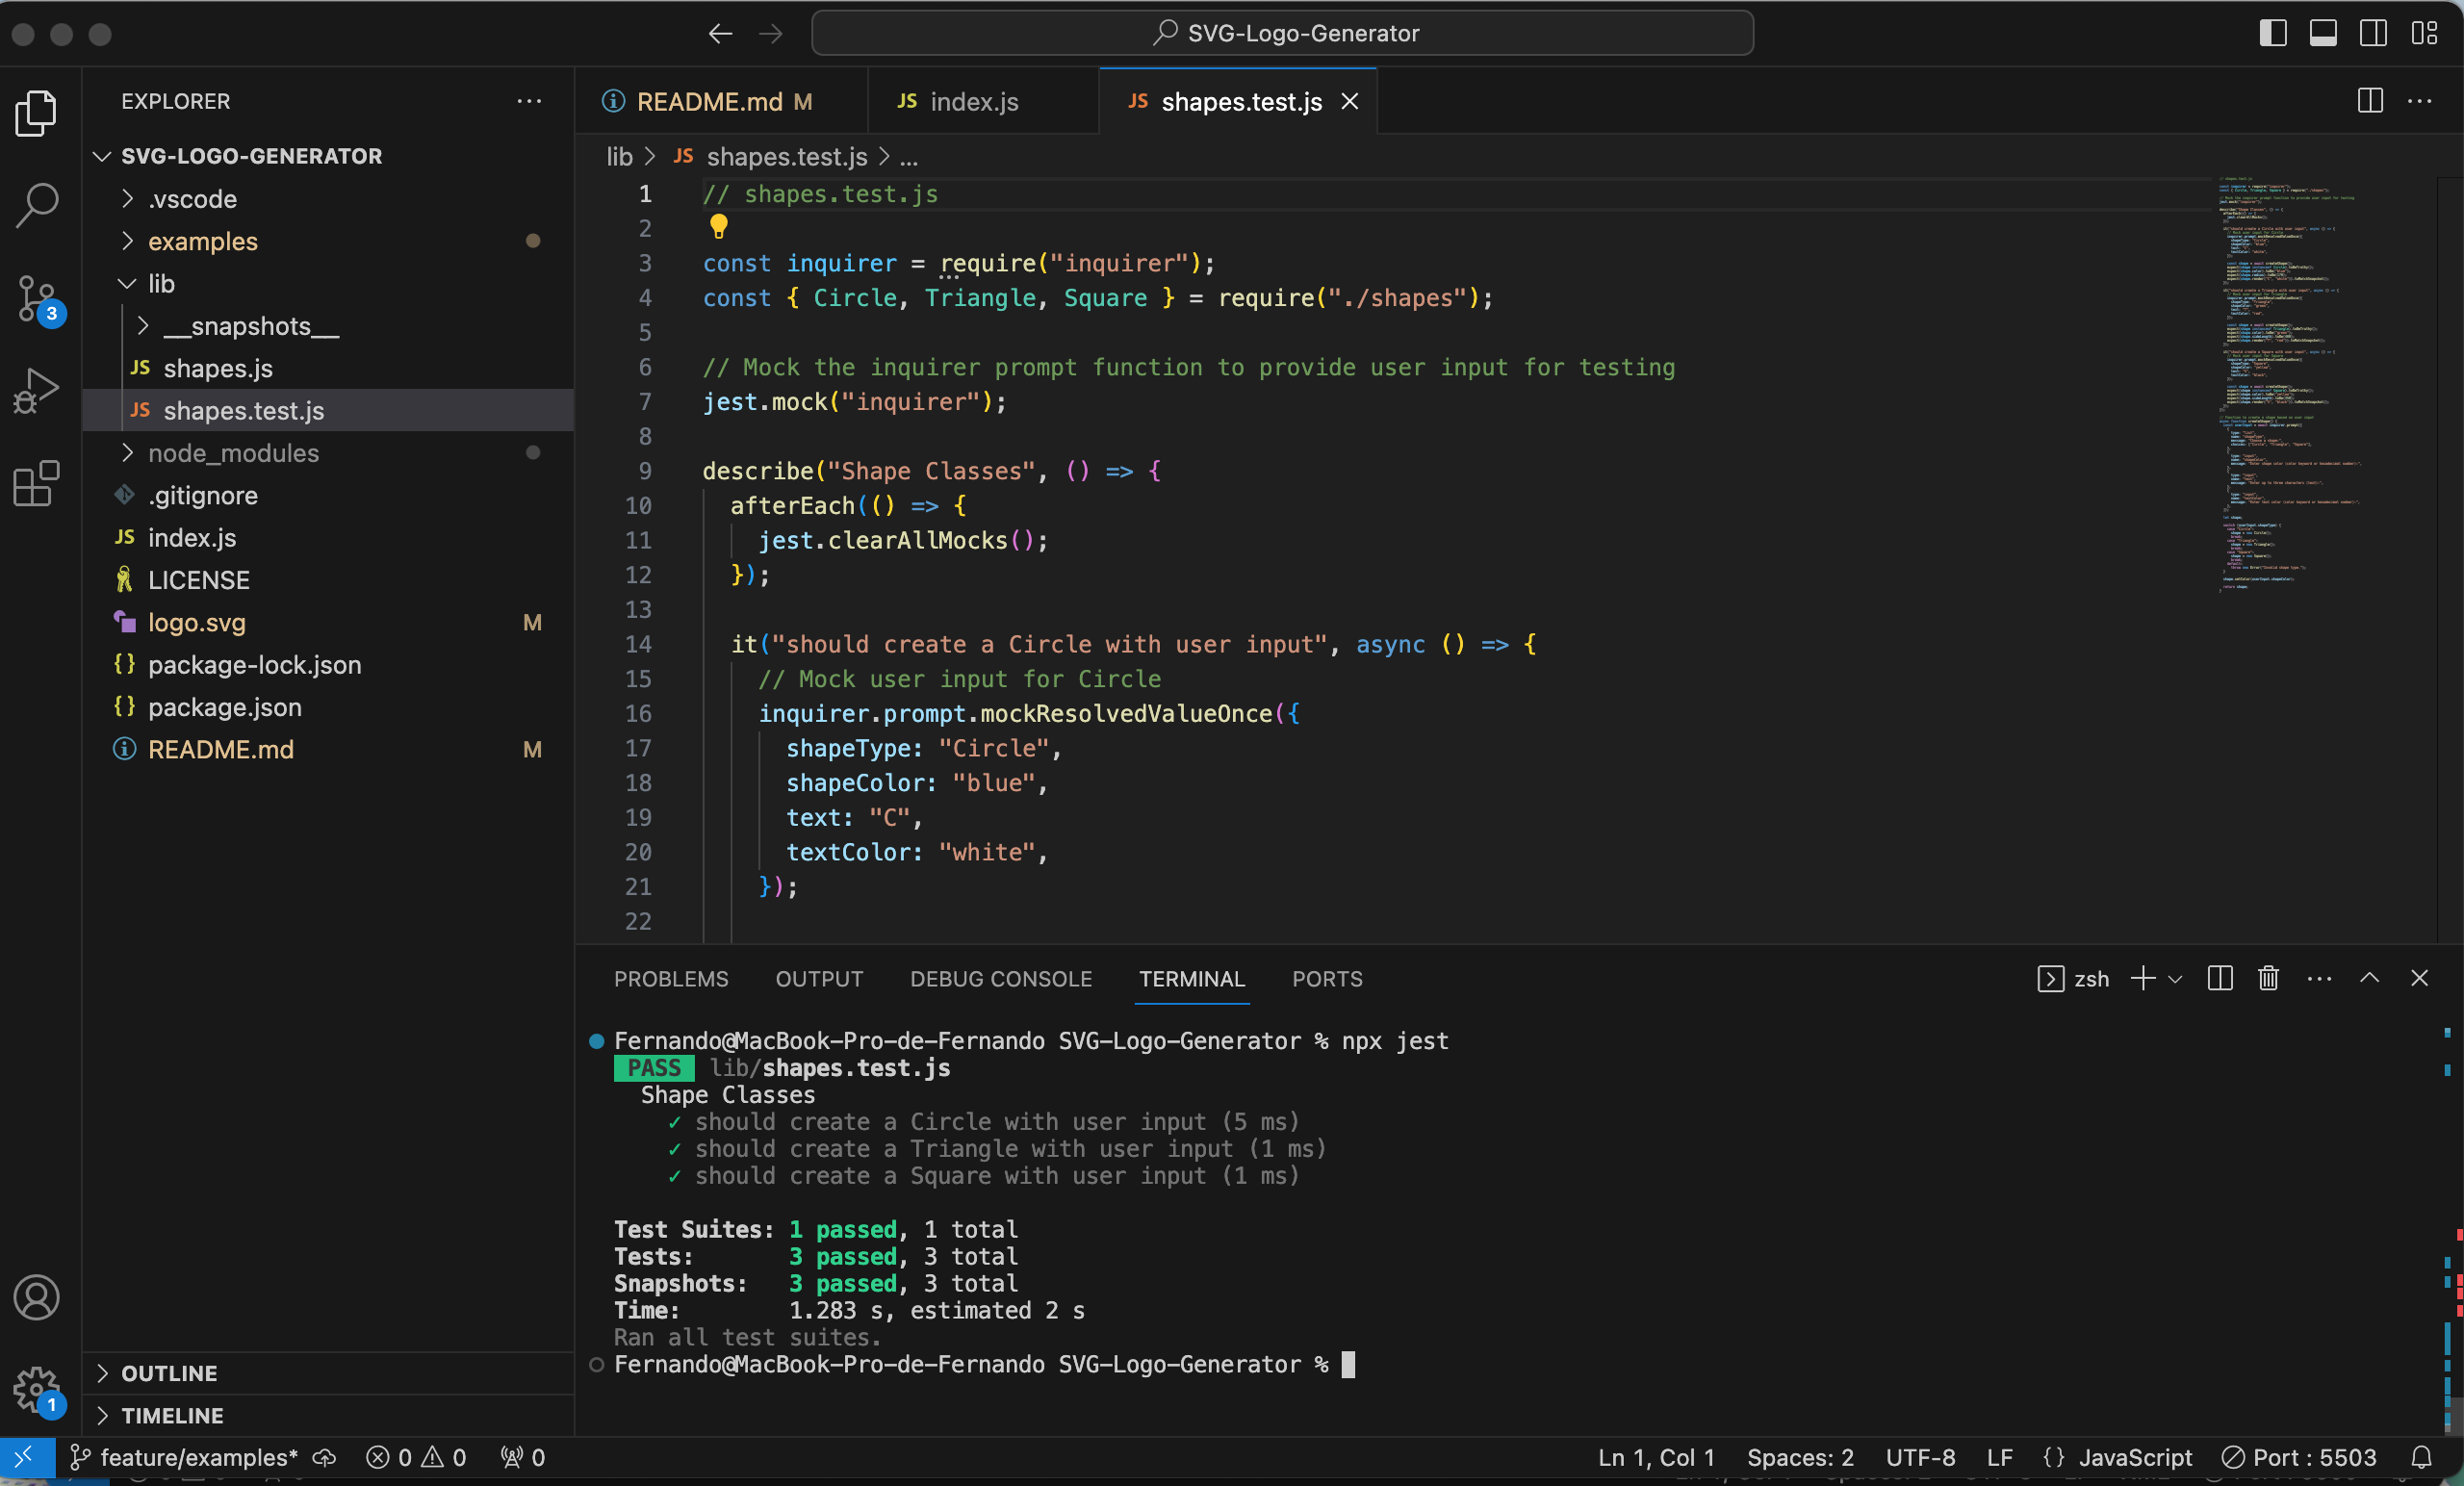 SVG-Logo-Generator
EXPLORER
SVG-LOGO-GENERATOR
.vscode
examples
lib
__snapshots__
JS shapes.js
JS shapes.test.js
node_modules
.gitignore
JS index.js
LICENSE
logo.svg M
{} package-lock.json
{} package.json
README.md M
OUTLINE
TIMELINE
3
1
README.md M
JS index.js
JS shapes.test.js
lib > JS shapes.test.js > ...
1 // shapes.test.js
2
3 const inquirer = require("inquirer");
4 const { Circle, Triangle, Square } = require("./shapes");
5
6 // Mock the inquirer prompt function to provide user input for testing
7 jest.mock("inquirer");
8
9 describe("Shape Classes", () => {
10 afterEach(() => {
11 jest.clearAllMocks();
12 });
13
14 it("should create a Circle with user input", async () => {
15 // Mock user input for Circle
16 inquirer.prompt.mockResolvedValueOnce({
17 shapeType: "Circle",
18 shapeColor: "blue",
19 text: "C",
20 textColor: "white",
21 });
22
PROBLEMS OUTPUT DEBUG CONSOLE TERMINAL PORTS
zsh
Fernando@MacBook-Pro-de-Fernando SVG-Logo-Generator % npx jest
PASS lib/shapes.test.js
Shape Classes
✓ should create a Circle with user input (5 ms)
✓ should create a Triangle with user input (1 ms)
✓ should create a Square with user input (1 ms)
Test Suites: 1 passed, 1 total
Tests: 3 passed, 3 total
Snapshots: 3 passed, 3 total
Time: 1.283 s, estimated 2 s
Ran all test suites.
Fernando@MacBook-Pro-de-Fernando SVG-Logo-Generator %
feature/examples* 0 0 0 Ln 1, Col 1 Spaces: 2 UTF-8 LF {} JavaScript Port : 5503